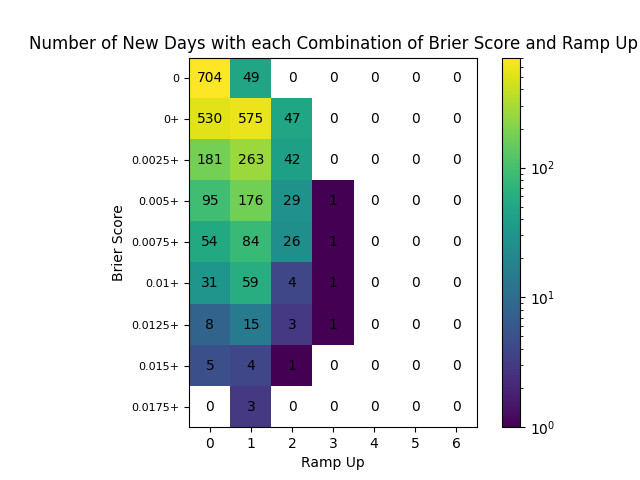 Number of New Days with each Combination of Brier Score and Ramp Up
0 704 49 0 0 0 0 0
0+ 530 575 47 0 0 0 0
0.0025+ 181 263 42 0 0 0 0
0.005+ 95 176 29 1 0 0 0
0.0075+ 54 84 26 1 0 0 0
0.01+ 31 59 4 1 0 0 0
0.0125+ 8 15 3 1 0 0 0
0.015+ 5 4 1 0 0 0 0
0.0175+ 0 3 0 0 0 0 0
0 1 2 3 4 5 6
Ramp Up
Brier Score
10²
10¹
10⁰